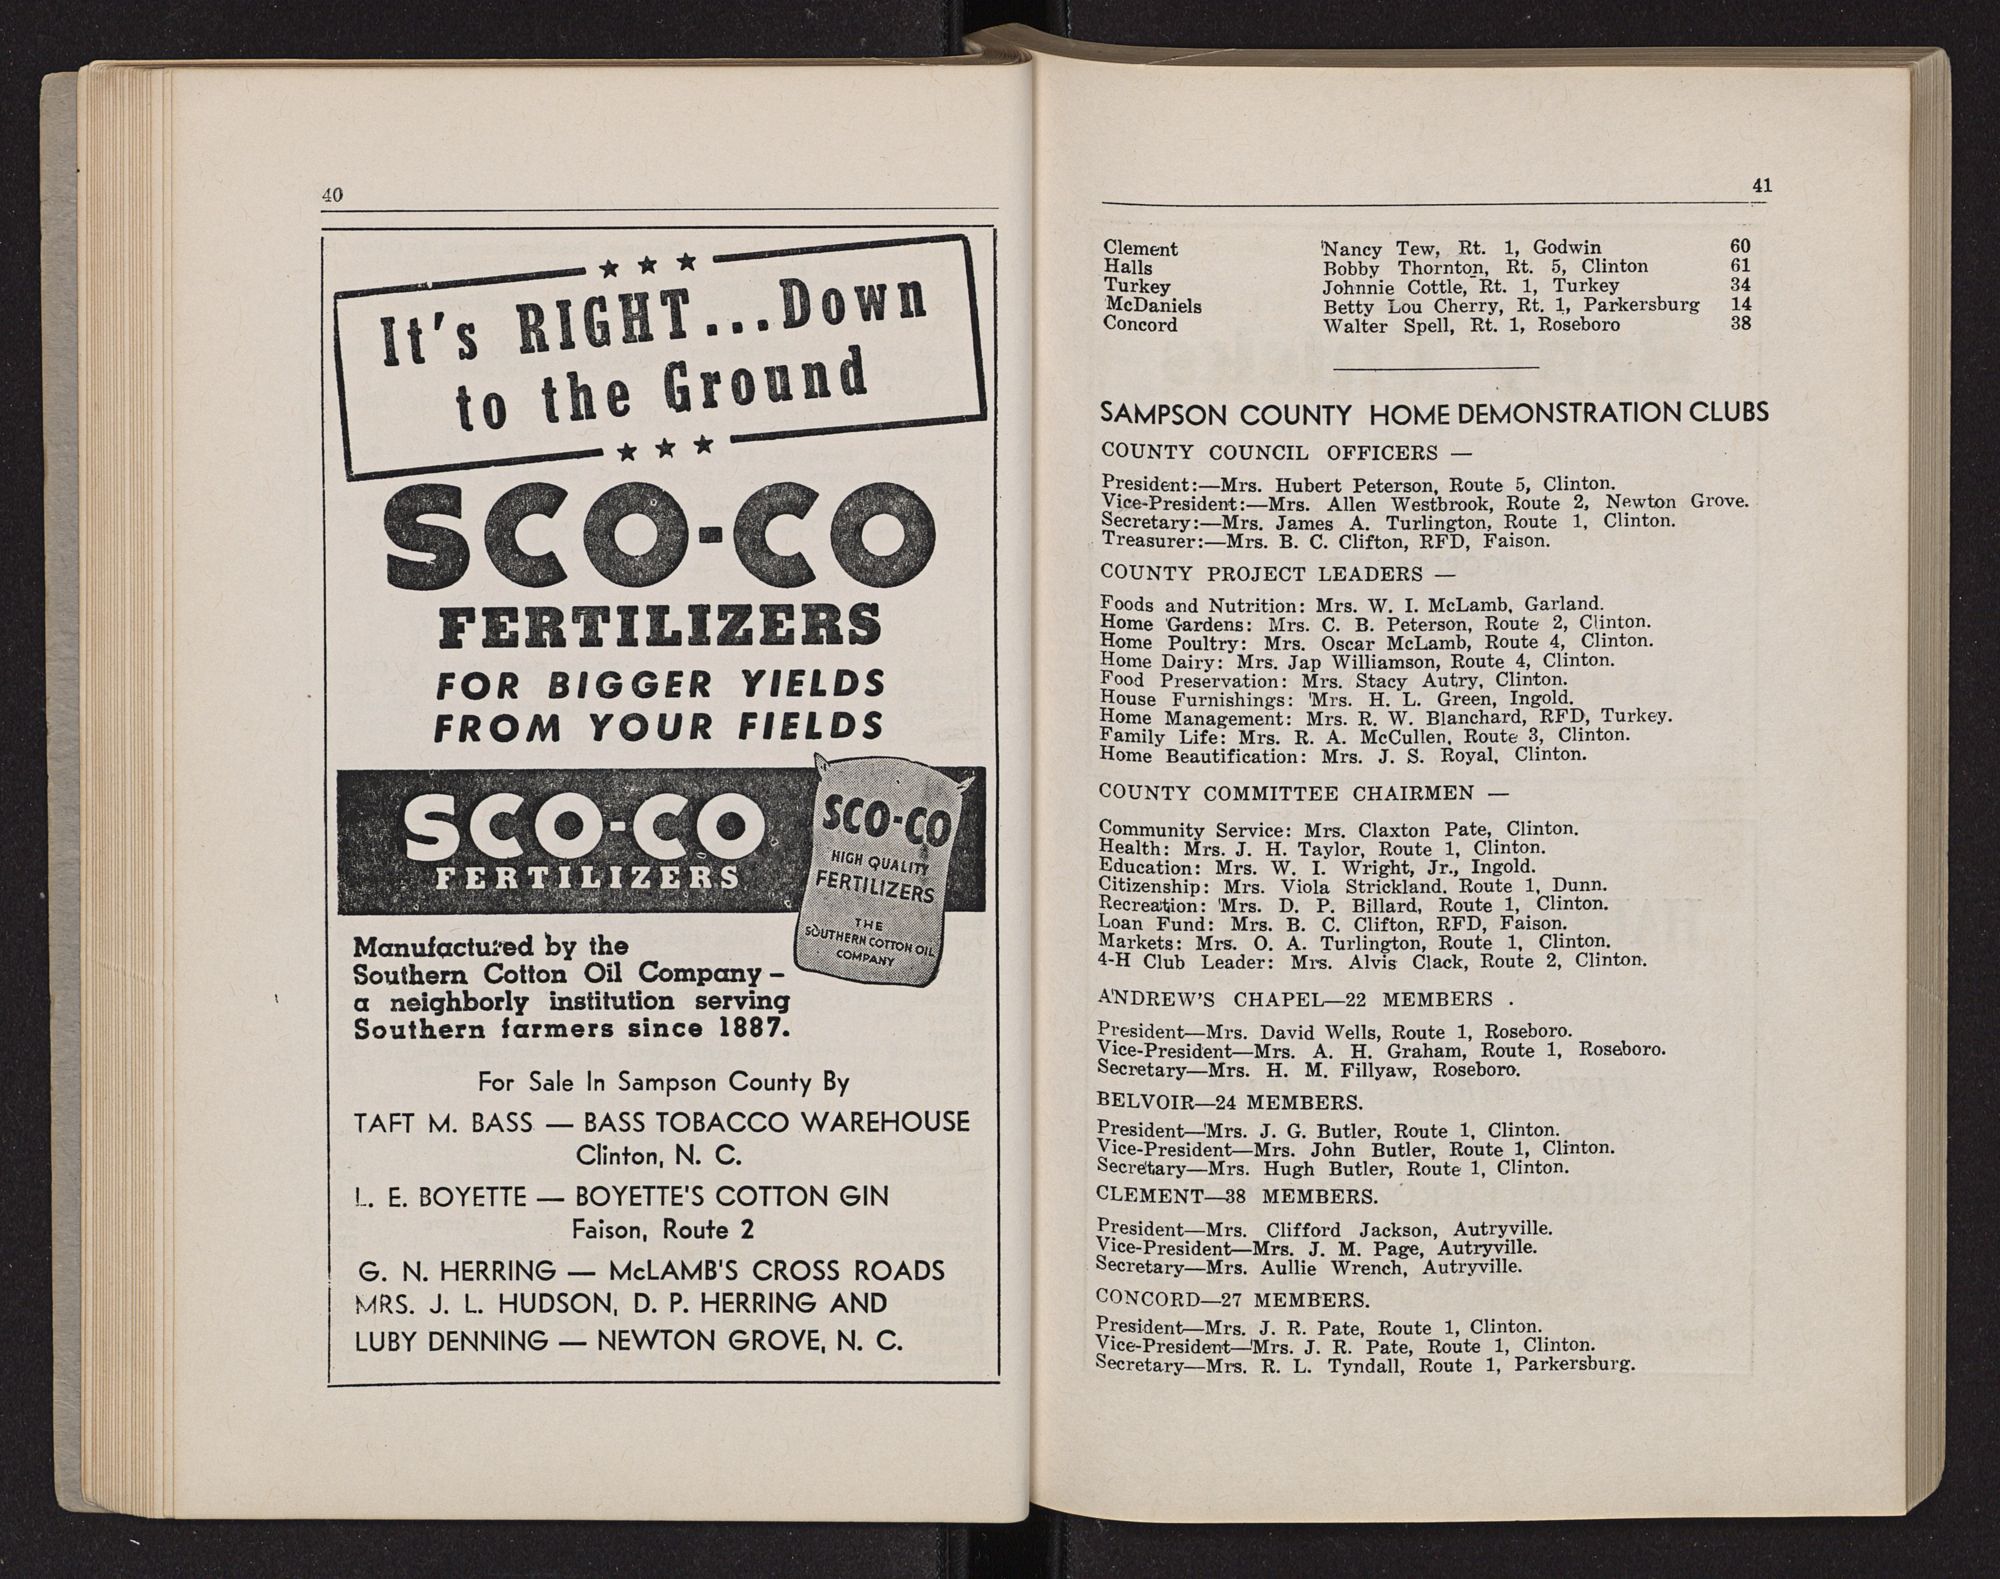 40
It's RIGHT...Down
to the Ground
SCO-CO
FERTILIZERS
FOR BIGGER YIELDS
FROM YOUR FIELDS
SCO-CO
FERTILIZERS
SCO-CO
HIGH QUALITY
FERTILIZERS
THE
SOUTHERN COTTON OIL
COMPANY
Manufactured by the
Southern Cotton Oil Company –
a neighborly institution serving
Southern farmers since 1887.
For Sale In Sampson County By
TAFT M. BASS — BASS TOBACCO WAREHOUSE
Clinton, N. C.
L. E. BOYETTE — BOYETTE'S COTTON GIN
Faison, Route 2
G. N. HERRING — McLAMB'S CROSS ROADS
MRS. J. L. HUDSON, D. P. HERRING AND
LUBY DENNING — NEWTON GROVE, N. C.
41
Clement 'Nancy Tew, Rt. 1, Godwin 60
Halls Bobby Thornton, Rt. 5, Clinton 61
Turkey Johnnie Cottle, Rt. 1, Turkey 34
McDaniels Betty Lou Cherry, Rt. 1, Parkersburg 14
Concord Walter Spell, Rt. 1, Roseboro 38
SAMPSON COUNTY HOME DEMONSTRATION CLUBS
COUNTY COUNCIL OFFICERS —
President:—Mrs. Hubert Peterson, Route 5, Clinton.
Vice-President:—Mrs. Allen Westbrook, Route 2, Newton Grove.
Secretary:—Mrs. James A. Turlington, Route 1, Clinton.
Treasurer:—Mrs. B. C. Clifton, RFD, Faison.
COUNTY PROJECT LEADERS —
Foods and Nutrition: Mrs. W. I. McLamb, Garland.
Home 'Gardens: Mrs. C. B. Peterson, Route 2, Clinton.
Home Poultry: Mrs. Oscar McLamb, Route 4, Clinton.
Home Dairy: Mrs. Jap Williamson, Route 4, Clinton.
Food Preservation: Mrs. Stacy Autry, Clinton.
House Furnishings: 'Mrs. H. L. Green, Ingold.
Home Management: Mrs. R. W. Blanchard, RFD, Turkey.
Family Life: Mrs. R. A. McCullen, Route 3, Clinton.
Home Beautification: Mrs. J. S. Royal, Clinton.
COUNTY COMMITTEE CHAIRMEN —
Community Service: Mrs. Claxton Pate, Clinton.
Health: Mrs. J. H. Taylor, Route 1, Clinton.
Education: Mrs. W. I. Wright, Jr., Ingold.
Citizenship: Mrs. Viola Strickland. Route 1, Dunn.
Recreation: 'Mrs. D. P. Billard, Route 1, Clinton.
Loan Fund: Mrs. B. C. Clifton, RFD, Faison.
Markets: Mrs. O. A. Turlington, Route 1, Clinton.
4-H Club Leader: Mrs. Alvis Clack, Route 2, Clinton.
A'NDREW'S CHAPEL—22 MEMBERS .
President—Mrs. David Wells, Route 1, Roseboro.
Vice-President—Mrs. A. H. Graham, Route 1, Roseboro.
Secretary—Mrs. H. M. Fillyaw, Roseboro.
BELVOIR—24 MEMBERS.
President—'Mrs. J. G. Butler, Route 1, Clinton.
Vice-President—Mrs. John Butler, Route 1, Clinton.
Secretary—Mrs. Hugh Butler, Route 1, Clinton.
CLEMENT—38 MEMBERS.
President—Mrs. Clifford Jackson, Autryville.
Vice-President—Mrs. J. M. Page, Autryville.
Secretary—Mrs. Aullie Wrench, Autryville.
CONCORD—27 MEMBERS.
President—Mrs. J. R. Pate, Route 1, Clinton.
Vice-President—'Mrs. J. R. Pate, Route 1, Clinton.
Secretary—Mrs. R. L. Tyndall, Route 1, Parkersburg.